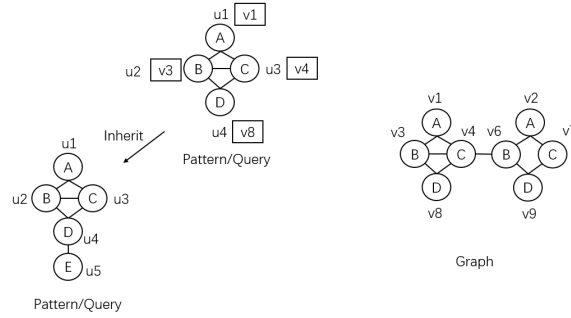 u1 v1
A
u2 v3 B C u3 v4
D
u4 v8
Pattern/Query
Inherit
u1
A
u2 B C u3
D u4
E u5
Pattern/Query
v1 v2
A A
v3 v4 v6
B C B C
D D
v8 v9
Graph